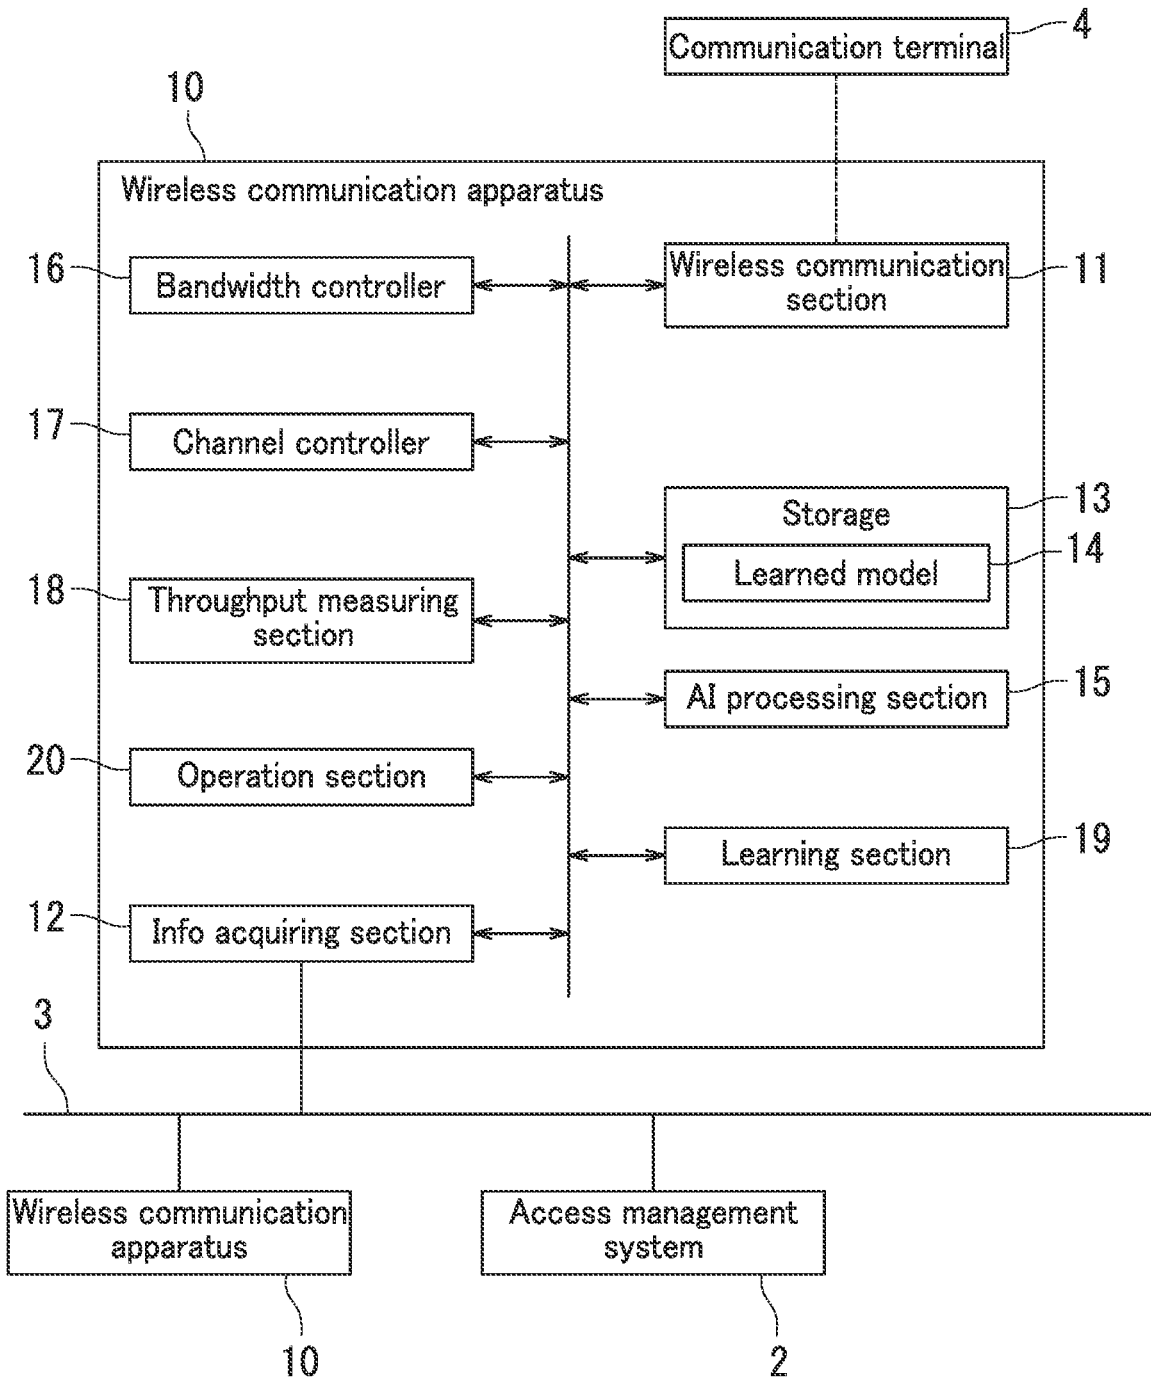 4
Communication terminal
10
Wireless communication apparatus
16
Bandwidth controller
Wireless communication
section
11
17
Channel controller
13
Storage
14
Learned model
18
Throughput measuring
section
15
AI processing section
20
Operation section
19
Learning section
12
Info acquiring section
3
Wireless communication
apparatus
Access management
system
10
2